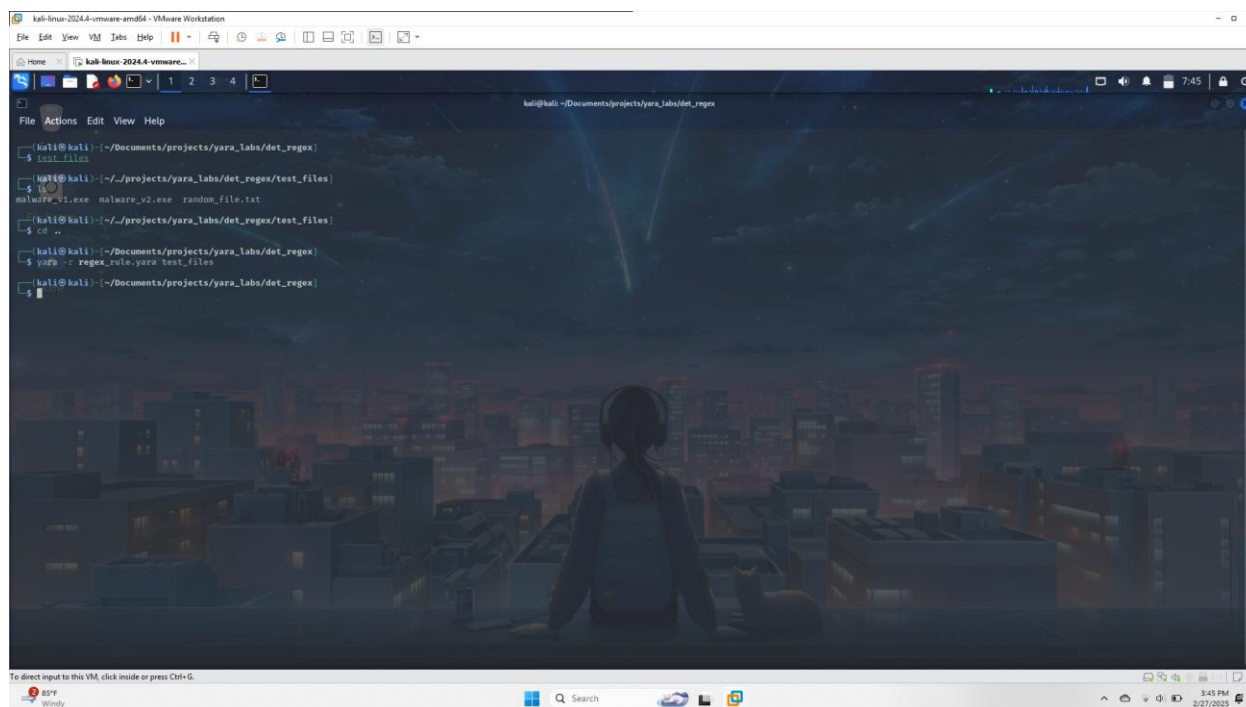 kali-linux-2024.4-vmware-amd64 - VMware Workstation
File Edit View VM Tabs Help
Home kali-linux-2024.4-vmware...
1 2 3 4 7:45
kali@kali: ~/Documents/projects/yara_labs/det_regex
File Actions Edit View Help
(kali㉿kali)-[~/Documents/projects/yara_labs/det_regex]
$ test_files
(kali㉿kali)-[~/…/projects/yara_labs/det_regex/test_files]
$ ls
malware_v1.exe malware_v2.exe random_file.txt
(kali㉿kali)-[~/…/projects/yara_labs/det_regex/test_files]
$ cd ..
(kali㉿kali)-[~/Documents/projects/yara_labs/det_regex]
$ yara -r regex_rule.yara test_files
(kali㉿kali)-[~/Documents/projects/yara_labs/det_regex]
$
To direct input to this VM, click inside or press Ctrl+G.
2 85°F
Windy
Search
3:45 PM
2/27/2025